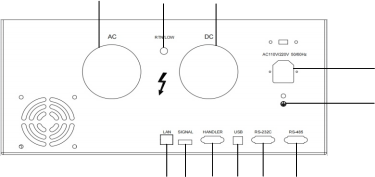 AC
RTN/LOW
DC
AC110V/220V 50/60Hz
LAN
SIGNAL
HANDLER
USB
RS-232C
RS-485